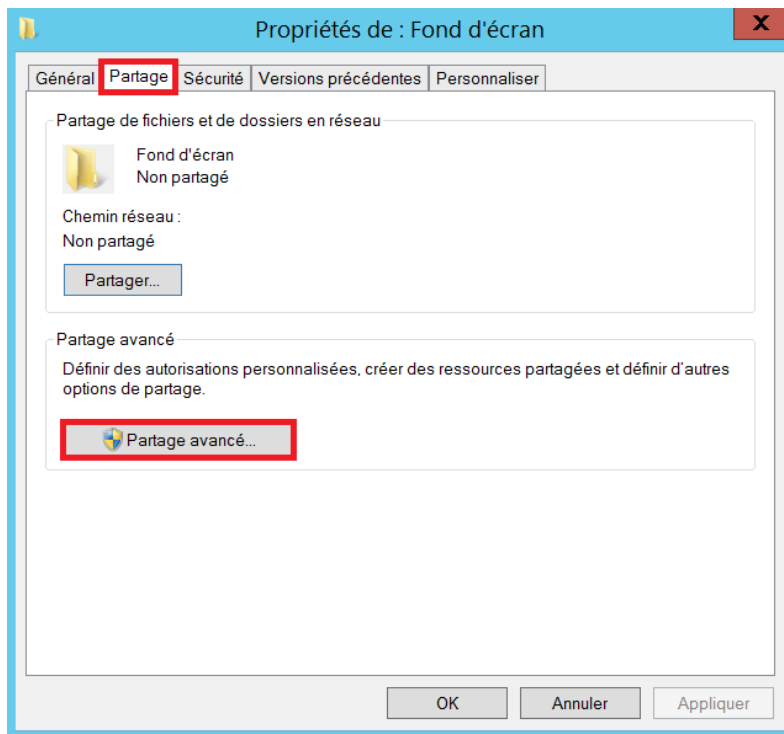 Propriétés de : Fond d'écran
X
Général Partage Sécurité Versions précédentes Personnaliser
Partage de fichiers et de dossiers en réseau
Fond d'écran
Non partagé
Chemin réseau :
Non partagé
Partager...
Partage avancé
Définir des autorisations personnalisées, créer des ressources partagées et définir d'autres
options de partage.
Partage avancé...
OK Annuler Appliquer